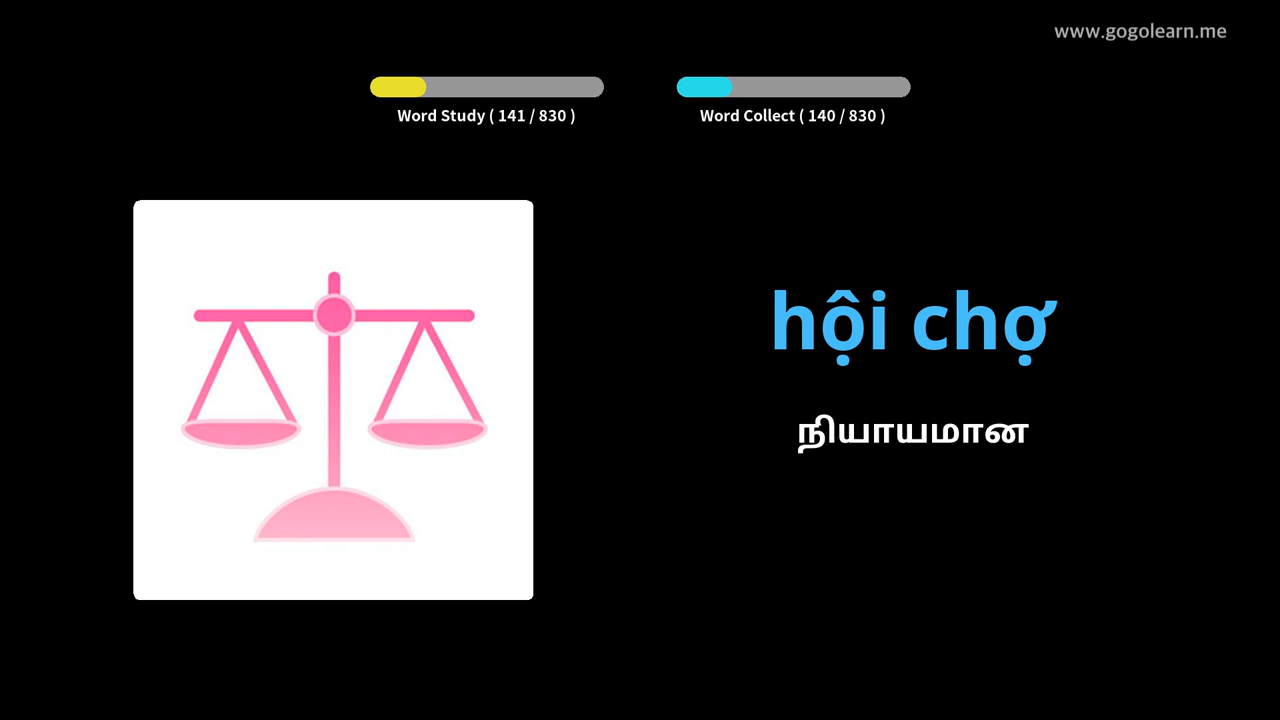 www.gogolearn.me
Word Study ( 141 / 830 )
Word Collect ( 140 / 830 )
hội chợ
நியாயமான